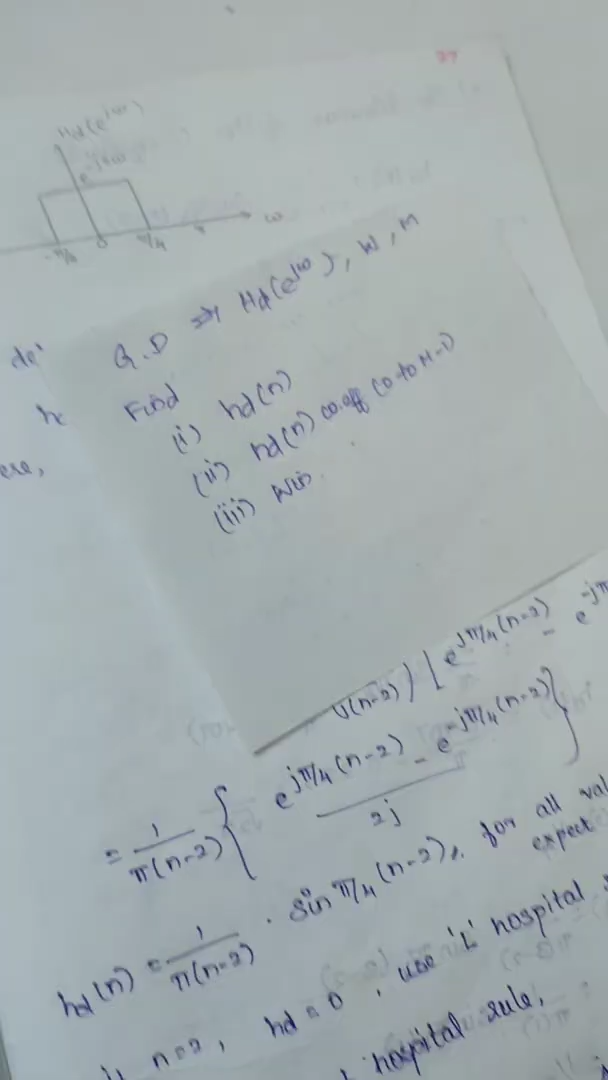 Hd(e^jω)
-π/4 0 π/4 π ω
G.D ⇒ Hd(e^jω), W, M
Find
(i) hd(n)
(ii) hd(n) co.eff (0 to M-1)
(iii)
ere,
(n-2) [ e^jπ/4(n-2) - e^-jπ
= 1/π(n-2) { e^jπ/4(n-2) - e^-jπ/4(n-2) / 2j }
hd(n) = 1/π(n-2) . sin π/4 (n-2), for all val
expect
n=2, hd = 0, use 'L' hospital
hospital rule,